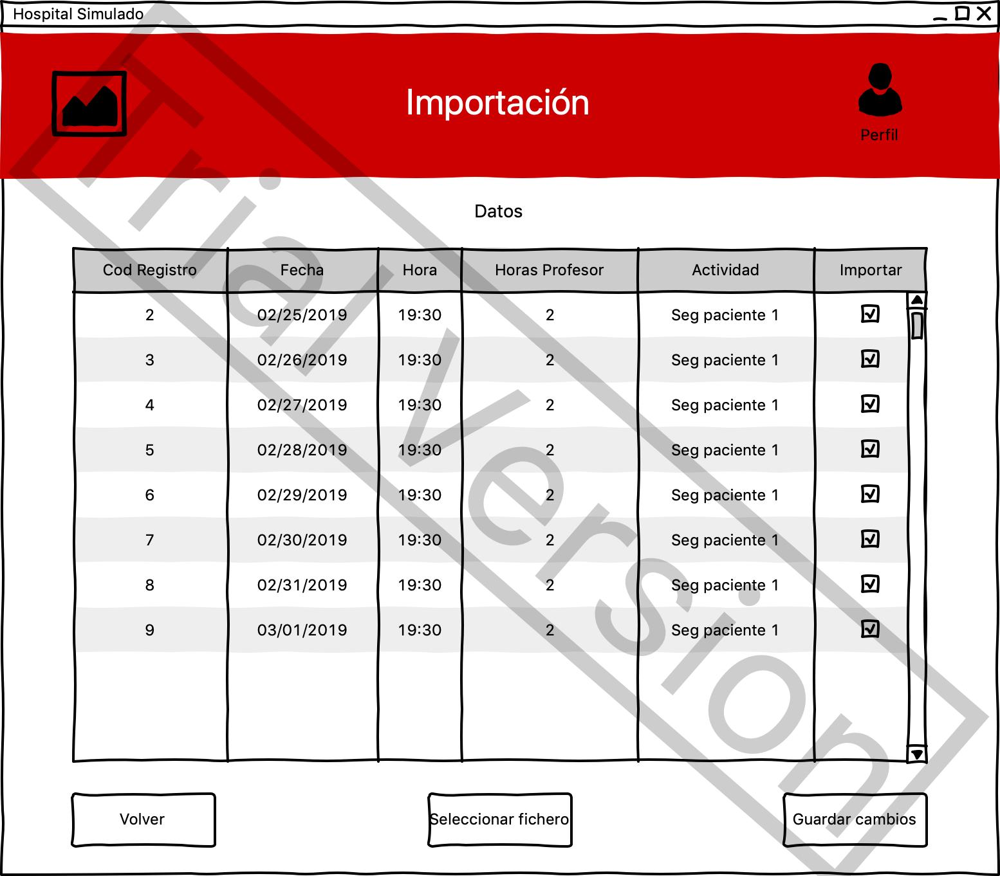 Hospital Simulado
Importación
Perfil
Datos
Cod Registro Fecha Hora Horas Profesor Actividad Importar
2 02/25/2019 19:30 2 Seg paciente 1
3 02/26/2019 19:30 2 Seg paciente 1
4 02/27/2019 19:30 2 Seg paciente 1
5 02/28/2019 19:30 2 Seg paciente 1
6 02/29/2019 19:30 2 Seg paciente 1
7 02/30/2019 19:30 2 Seg paciente 1
8 02/31/2019 19:30 2 Seg paciente 1
9 03/01/2019 19:30 2 Seg paciente 1
Volver Seleccionar fichero Guardar cambios
Trial Version